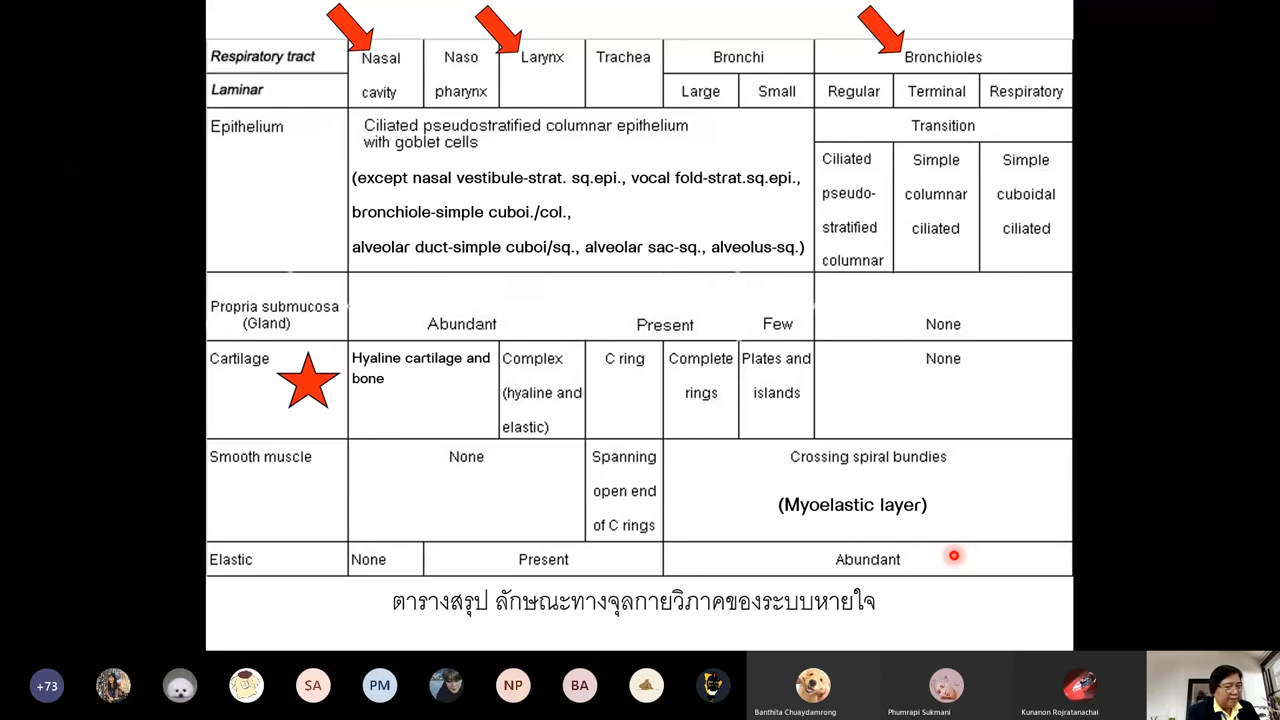 Respiratory tract
Nasal
cavity
Naso
pharynx
Larynx
Trachea
Bronchi
Bronchioles
Laminar
Large
Small
Regular
Terminal
Respiratory
Epithelium
Ciliated pseudostratified columnar epithelium
with goblet cells
(except nasal vestibule-strat. sq.epi., vocal fold-strat.sq.epi.,
bronchiole-simple cuboi./col.,
alveolar duct-simple cuboi/sq., alveolar sac-sq., alveolus-sq.)
Transition
Ciliated
pseudo-
stratified
columnar
Simple
columnar
ciliated
Simple
cuboidal
ciliated
Propria submucosa
(Gland)
Abundant
Present
Few
None
Cartilage
Hyaline cartilage and
bone
Complex
(hyaline and
elastic)
C ring
Complete
rings
Plates and
islands
None
Smooth muscle
None
Spanning
open end
of C rings
Crossing spiral bundies
(Myoelastic layer)
Elastic
None
Present
Abundant
ตารางสรุป ลักษณะทางจุลกายวิภาคของระบบหายใจ
+73
SA
PM
NP
BA
Banthita Chuaydamrong
Phumrapi Sukmani
Kunanon Rojratanachai